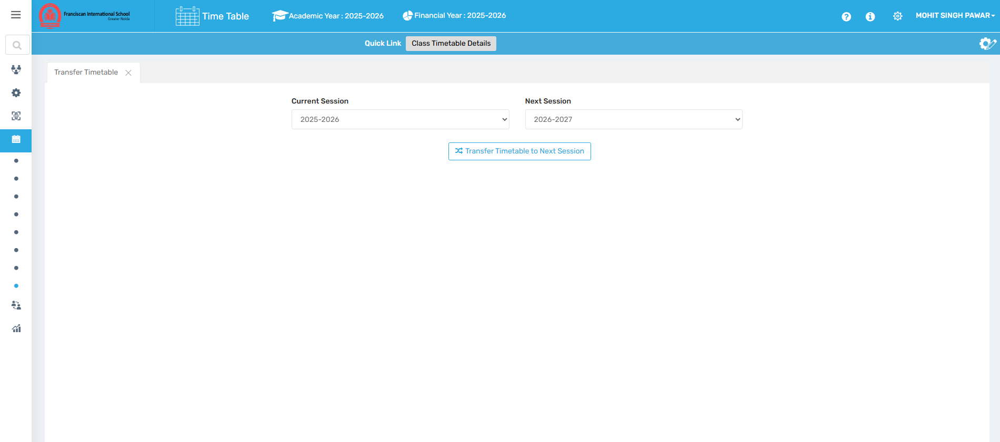 Franciscan International School
Greater Noida
Time Table
Academic Year : 2025-2026
Financial Year : 2025-2026
MOHIT SINGH PAWAR
Quick Link
Class Timetable Details
Transfer Timetable
Current Session
Next Session
2025-2026
2026-2027
Transfer Timetable to Next Session